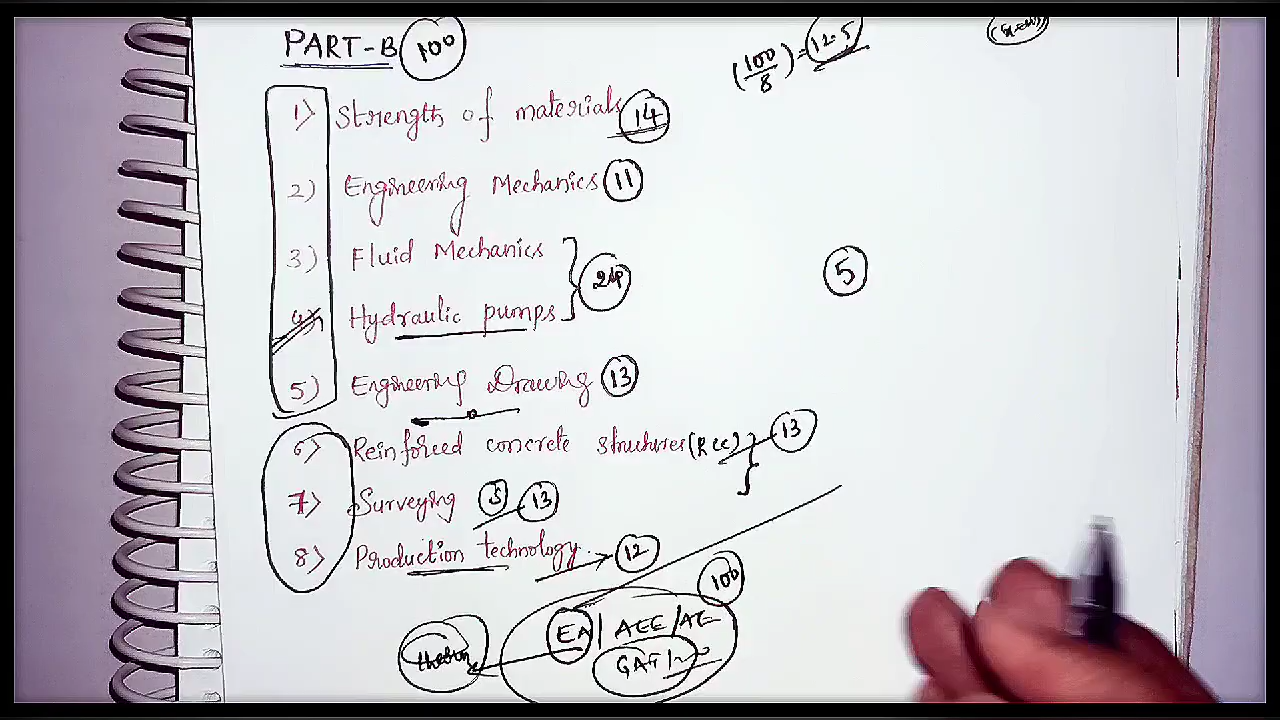 PART-B 100
(100/8) = 12.5
1) Strength of materials 14
2) Engineering Mechanics 11
3) Fluid Mechanics
24
4) Hydraulic pumps
5
5) Engineering Drawing 13
6) Reinforced concrete structures (RCC) 13
7) Surveying 5 13
8) Production technology → 12
100
EA / AEE / AE
theory
GATE